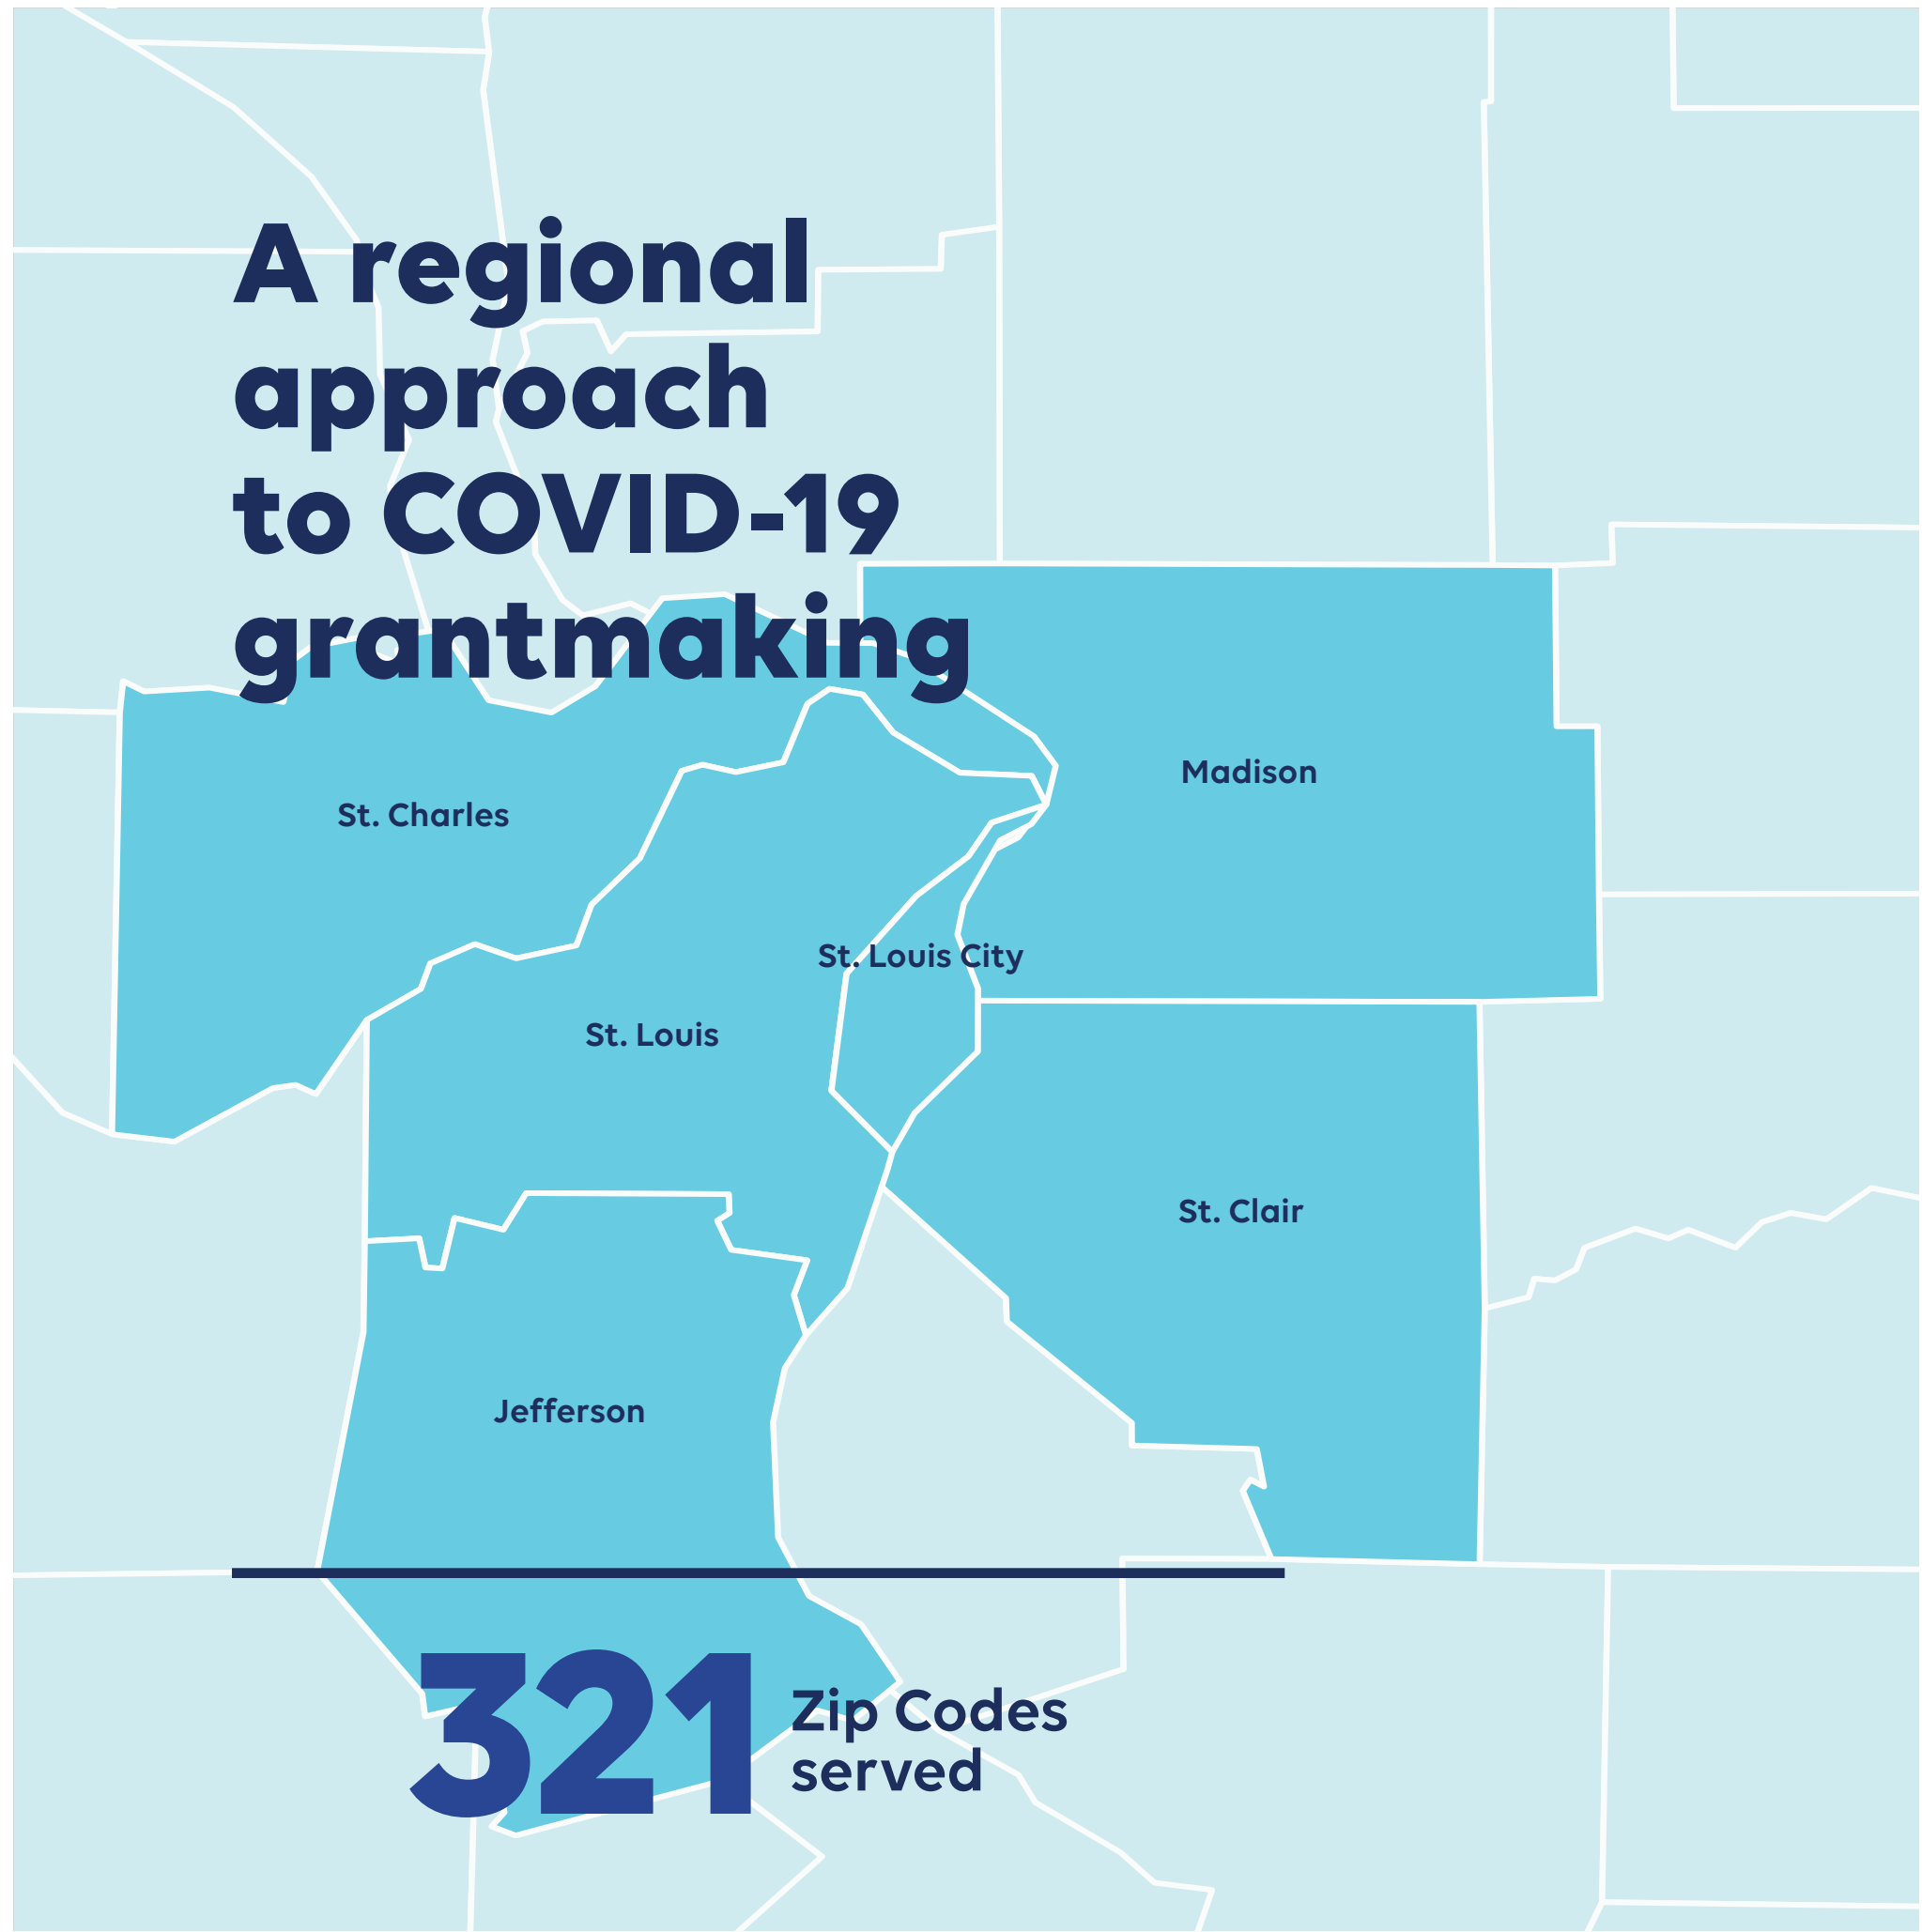 A regional
approach
to COVID-19
grantmaking
Madison
St. Charles
St. Louis City
St. Louis
St. Clair
Jefferson
321
Zip Codes
served